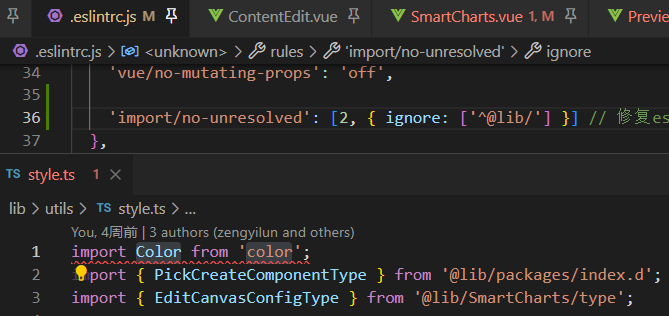 .eslintrc.js M ContentEdit.vue SmartCharts.vue 1, M Previe
.eslintrc.js > <unknown> > rules > 'import/no-unresolved' > ignore
34 'vue/no-mutating-props': 'off',
35
36 'import/no-unresolved': [2, { ignore: ['^@lib/'] }] // 修复es
37 },
TS style.ts 1 ×
lib > utils > TS style.ts > ...
You, 4周前 | 3 authors (zengyilun and others)
1 import Color from 'color';
2 import { PickCreateComponentType } from '@lib/packages/index.d';
3 import { EditCanvasConfigType } from '@lib/SmartCharts/type';